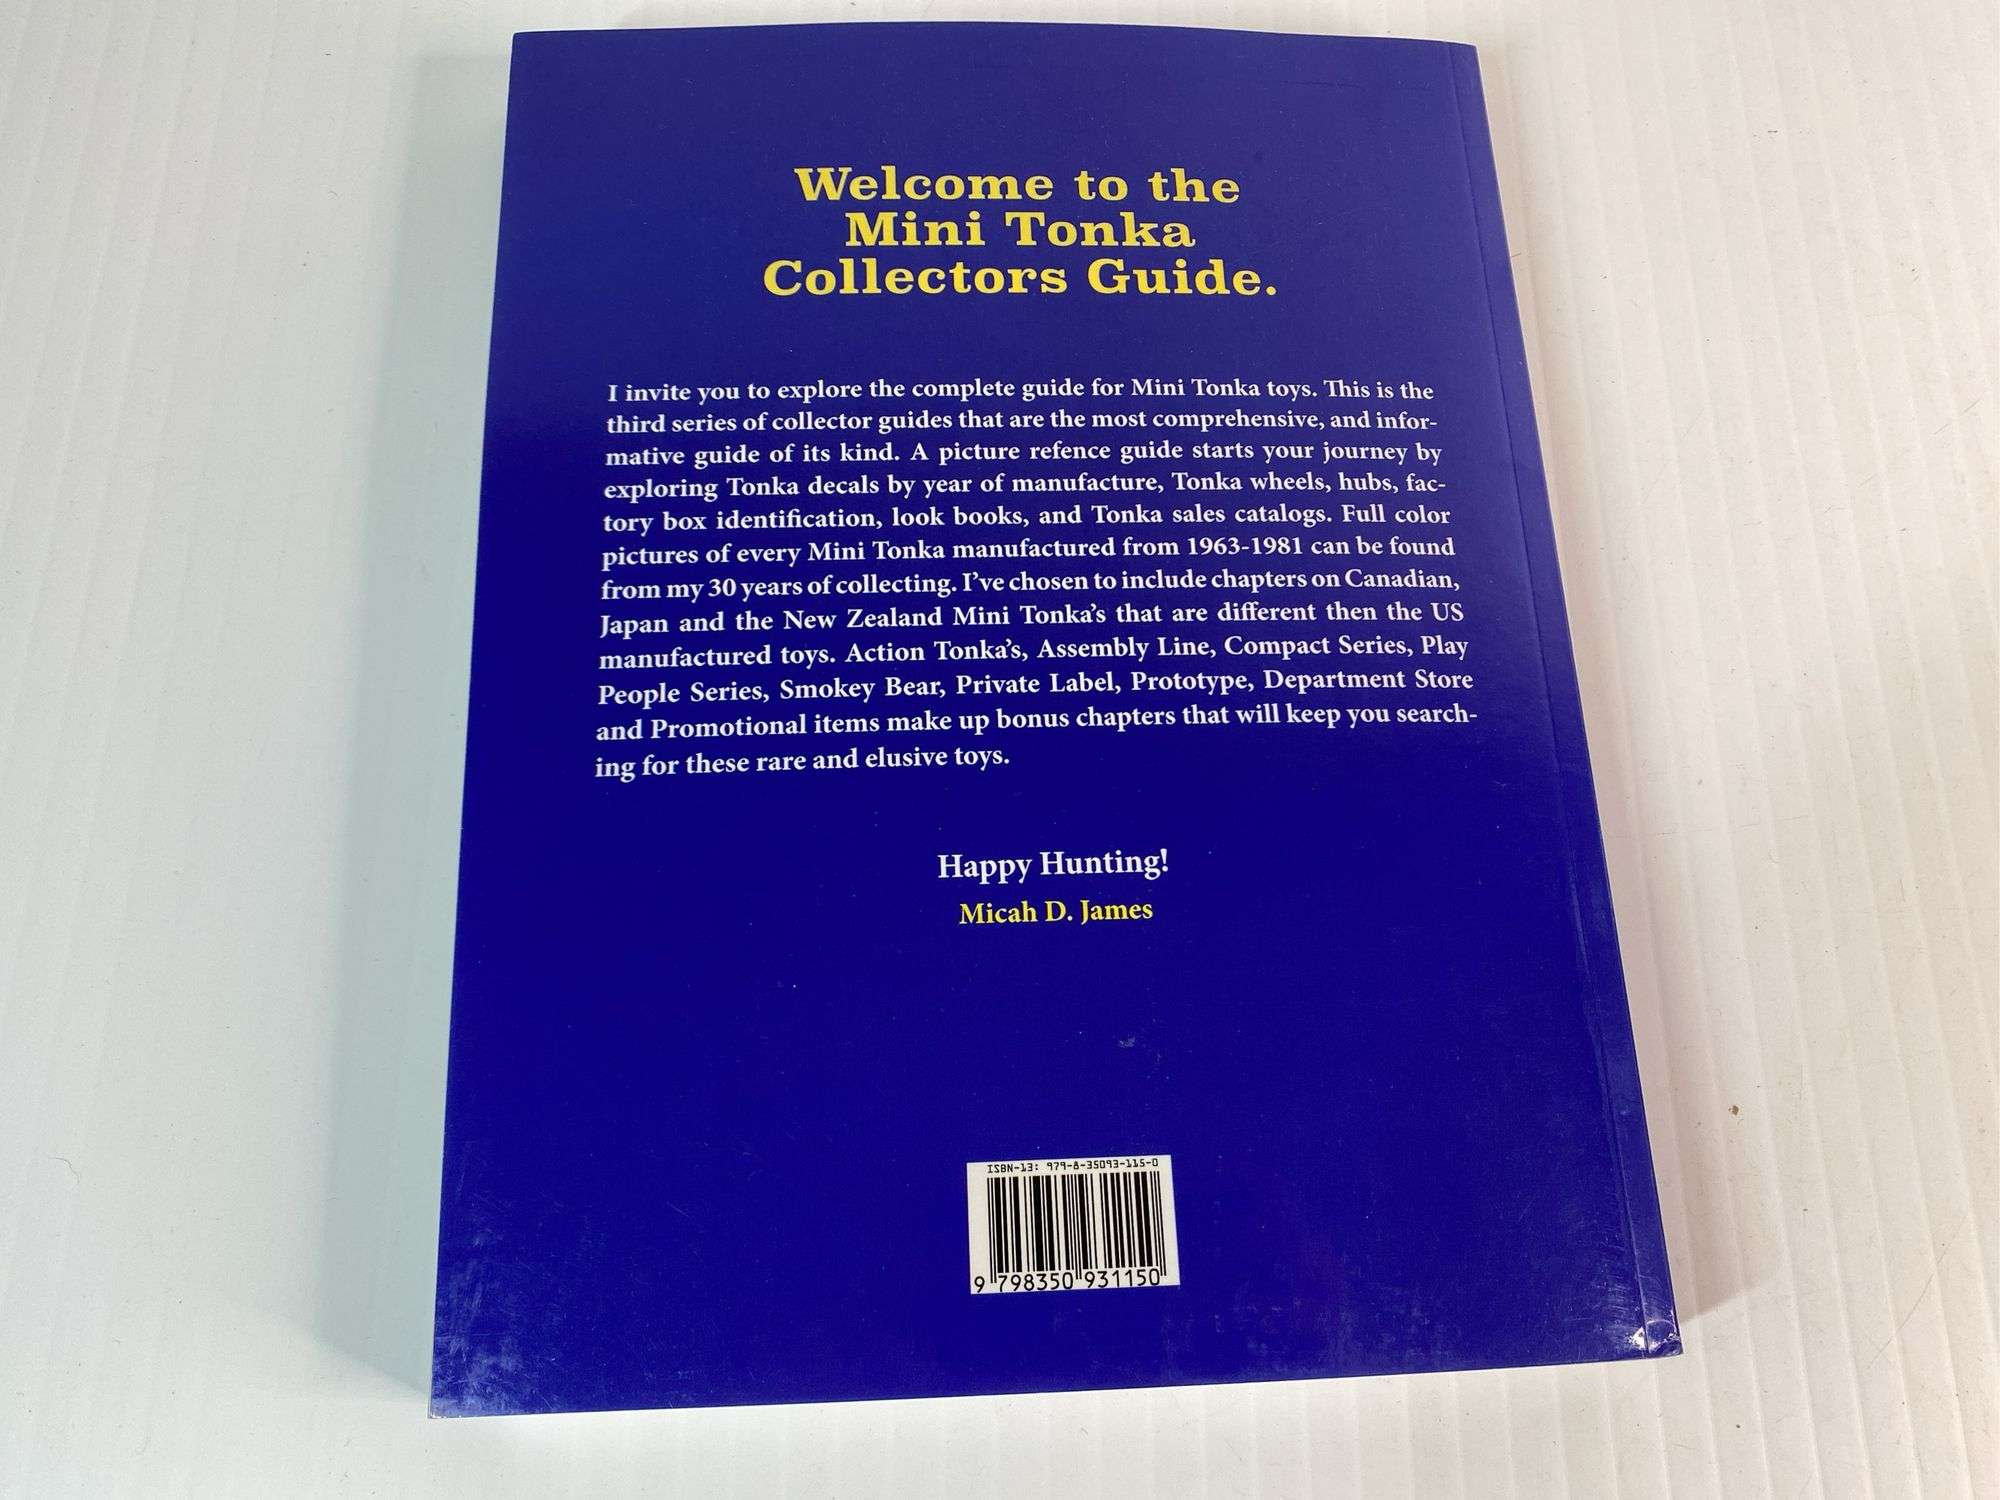 Welcome to the
Mini Tonka
Collectors Guide.
I invite you to explore the complete guide for Mini Tonka toys. This is the
third series of collector guides that are the most comprehensive, and infor-
mative guide of its kind. A picture refence guide starts your journey by
exploring Tonka decals by year of manufacture, Tonka wheels, hubs, fac-
tory box identification, look books, and Tonka sales catalogs. Full color
pictures of every Mini Tonka manufactured from 1963-1981 can be found
from my 30 years of collecting. I've chosen to include chapters on Canadian,
Japan and the New Zealand Mini Tonka's that are different then the US
manufactured toys. Action Tonka's, Assembly Line, Compact Series, Play
People Series, Smokey Bear, Private Label, Prototype, Department Store
and Promotional items make up bonus chapters that will keep you search-
ing for these rare and elusive toys.
Happy Hunting!
Micah D. James
ISBN-13: 979-8-35093-115-0
9 798350 931150